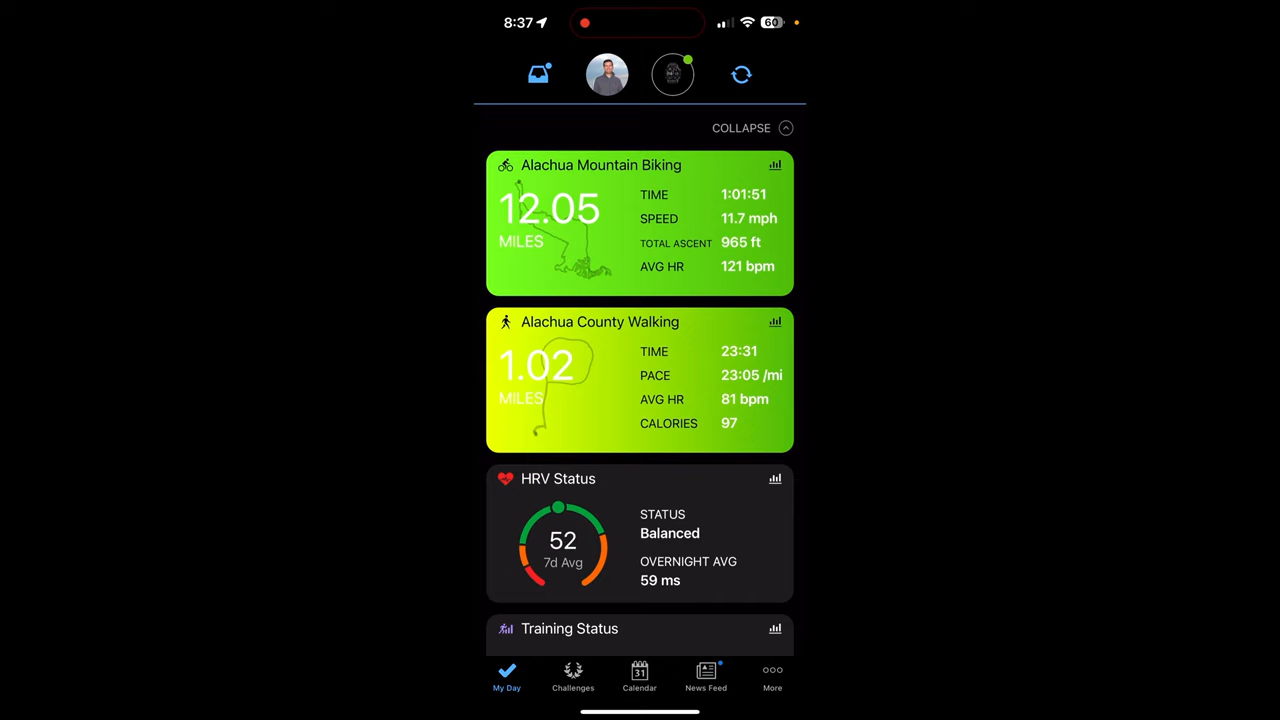 8:37
60
COLLAPSE
Alachua Mountain Biking
12.05
MILES
TIME 1:01:51
SPEED 11.7 mph
TOTAL ASCENT 965 ft
AVG HR 121 bpm
Alachua County Walking
1.02
MILES
TIME 23:31
PACE 23:05 /mi
AVG HR 81 bpm
CALORIES 97
HRV Status
52
7d Avg
STATUS
Balanced
OVERNIGHT AVG
59 ms
Training Status
31
My Day Challenges Calendar News Feed More